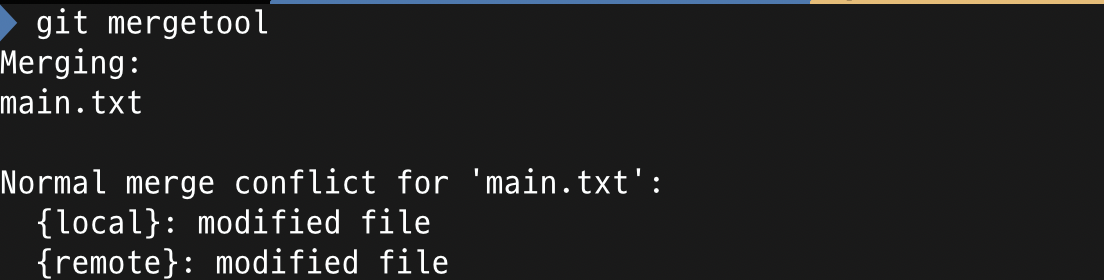 git mergetool
Merging:
main.txt
Normal merge conflict for 'main.txt':
{local}: modified file
{remote}: modified file